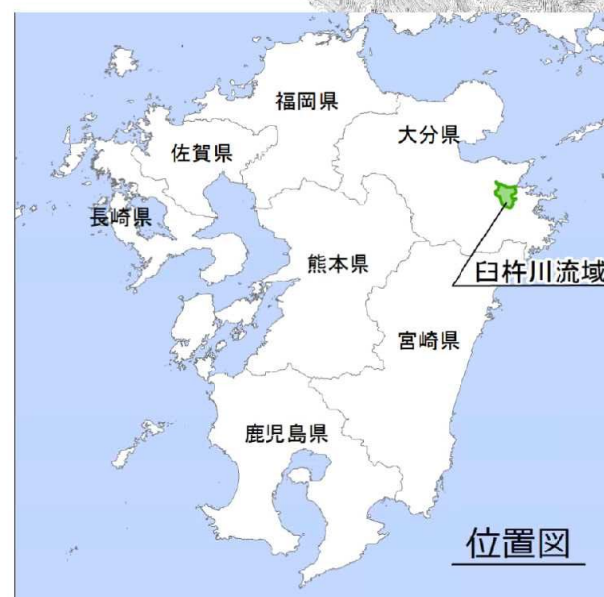 福岡県
大分県
佐賀県
長崎県
熊本県
臼杵川流域
宮崎県
鹿児島県
位置図